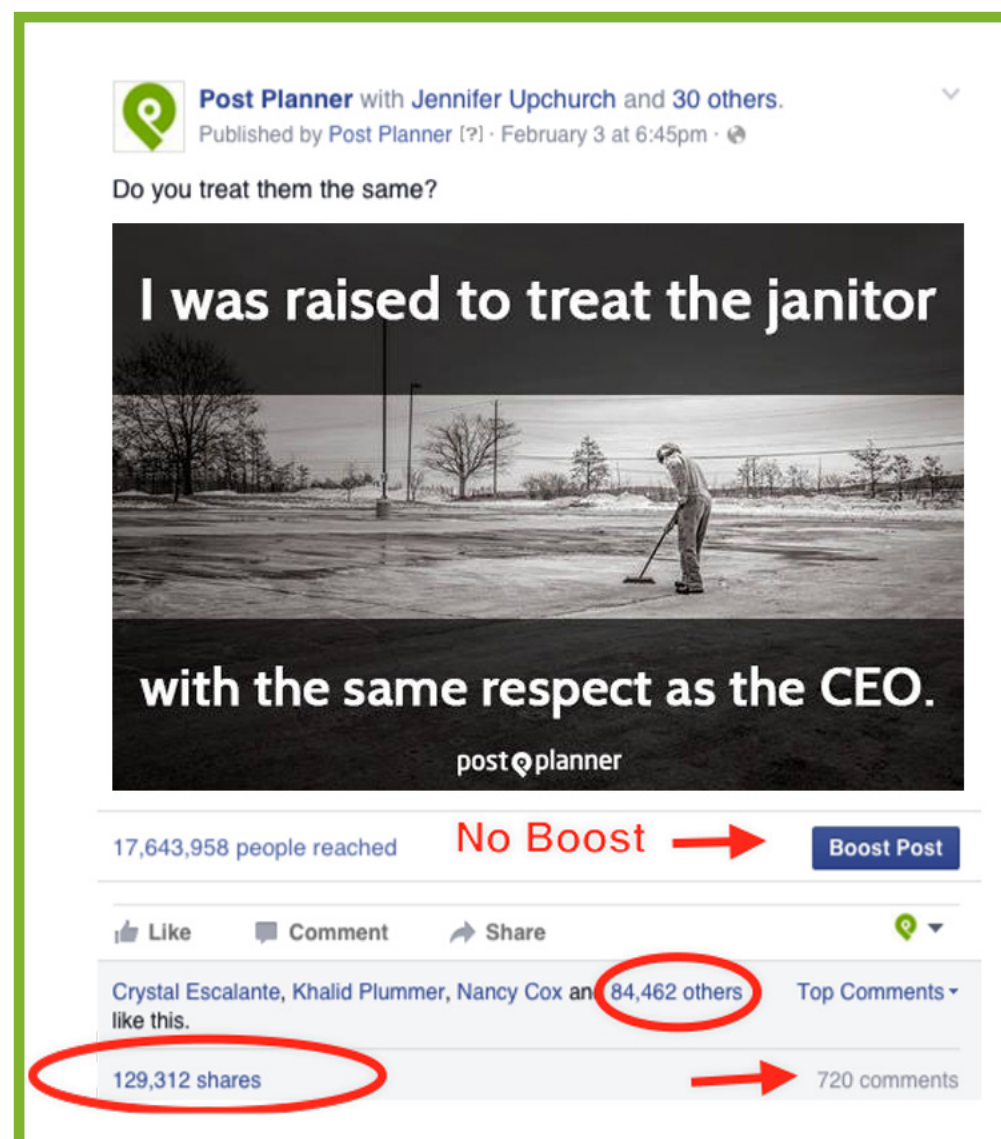 Post Planner with Jennifer Upchurch and 30 others.
Published by Post Planner [?] · February 3 at 6:45pm ·
Do you treat them the same?
I was raised to treat the janitor
with the same respect as the CEO.
post planner
17,643,958 people reached No Boost Boost Post
Like Comment Share
Crystal Escalante, Khalid Plummer, Nancy Cox an 84,462 others Top Comments
like this.
129,312 shares 720 comments